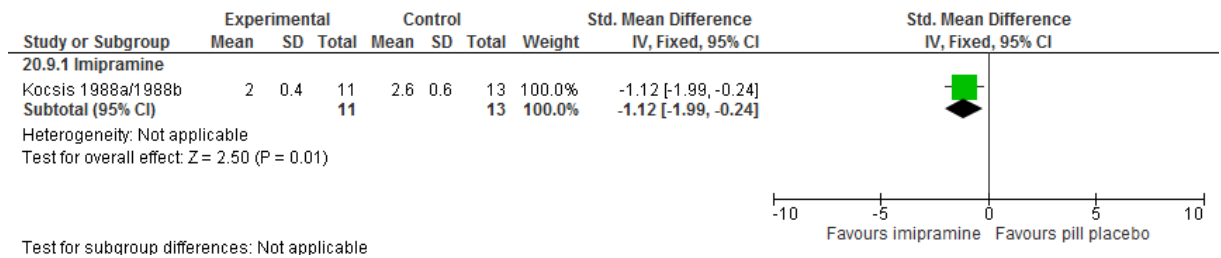 Experimental Control Std. Mean Difference Std. Mean Difference
Study or Subgroup Mean SD Total Mean SD Total Weight IV, Fixed, 95% CI IV, Fixed, 95% CI
20.9.1 Imipramine
Kocsis 1988a/1988b 2 0.4 11 2.6 0.6 13 100.0% -1.12 [-1.99, -0.24]
Subtotal (95% CI) 11 13 100.0% -1.12 [-1.99, -0.24]
Heterogeneity: Not applicable
Test for overall effect: Z = 2.50 (P = 0.01)
-10 -5 0 5 10
Favours imipramine Favours pill placebo
Test for subgroup differences: Not applicable